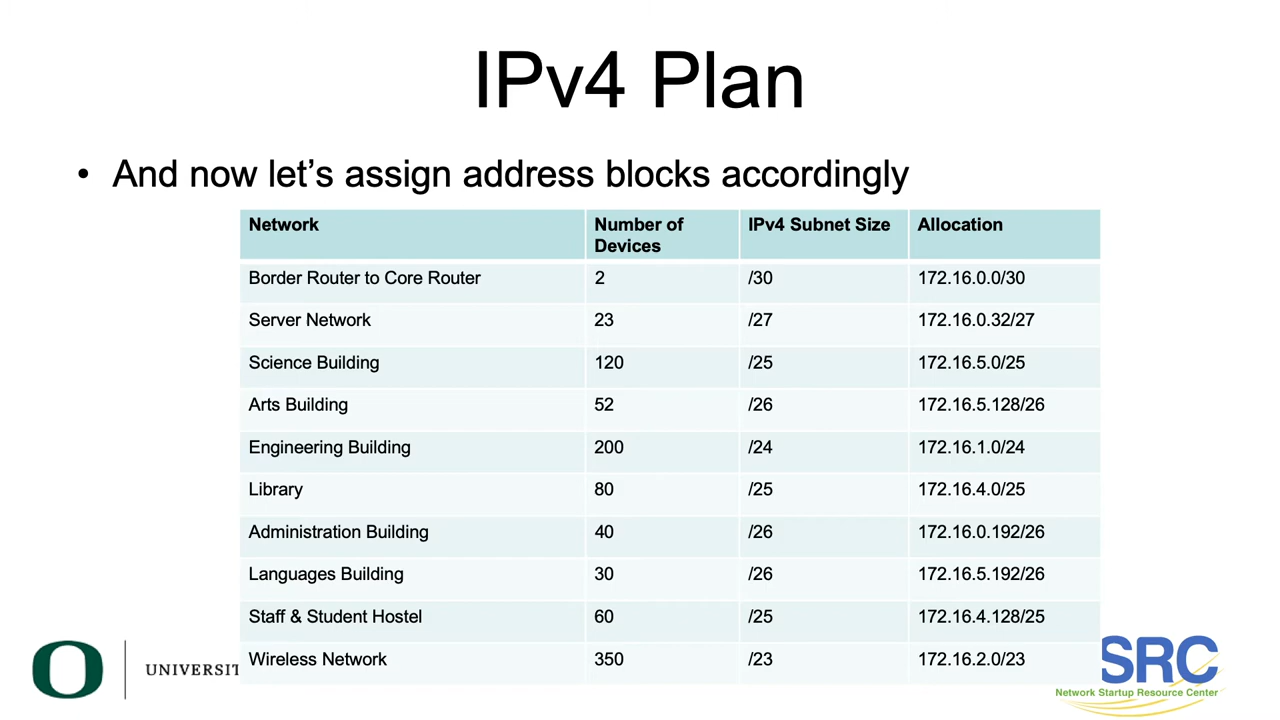 IPv4 Plan
• And now let's assign address blocks accordingly
Network Number of Devices IPv4 Subnet Size Allocation
Border Router to Core Router 2 /30 172.16.0.0/30
Server Network 23 /27 172.16.0.32/27
Science Building 120 /25 172.16.5.0/25
Arts Building 52 /26 172.16.5.128/26
Engineering Building 200 /24 172.16.1.0/24
Library 80 /25 172.16.4.0/25
Administration Building 40 /26 172.16.0.192/26
Languages Building 30 /26 172.16.5.192/26
Staff & Student Hostel 60 /25 172.16.4.128/25
Wireless Network 350 /23 172.16.2.0/23
O
UNIVERSIT
SRC
Network Startup Resource Center